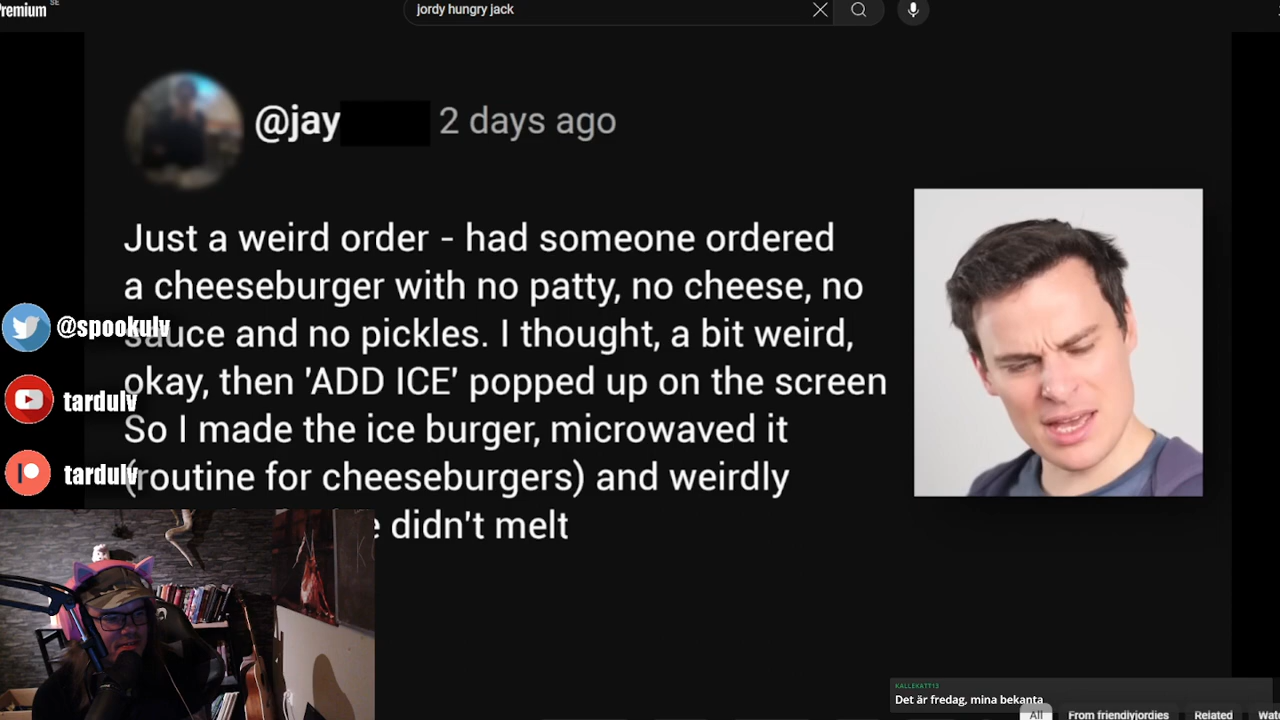 Premium SE
jordy hungry jack
@jay 2 days ago
Just a weird order - had someone ordered
a cheeseburger with no patty, no cheese, no
sauce and no pickles. I thought, a bit weird,
okay, then 'ADD ICE' popped up on the screen
So I made the ice burger, microwaved it
(routine for cheeseburgers) and weirdly
didn't melt
@spookulv
tardulv
tardulv
KALLEKATT13
Det är fredag, mina bekanta
All From friendlyjordies Related